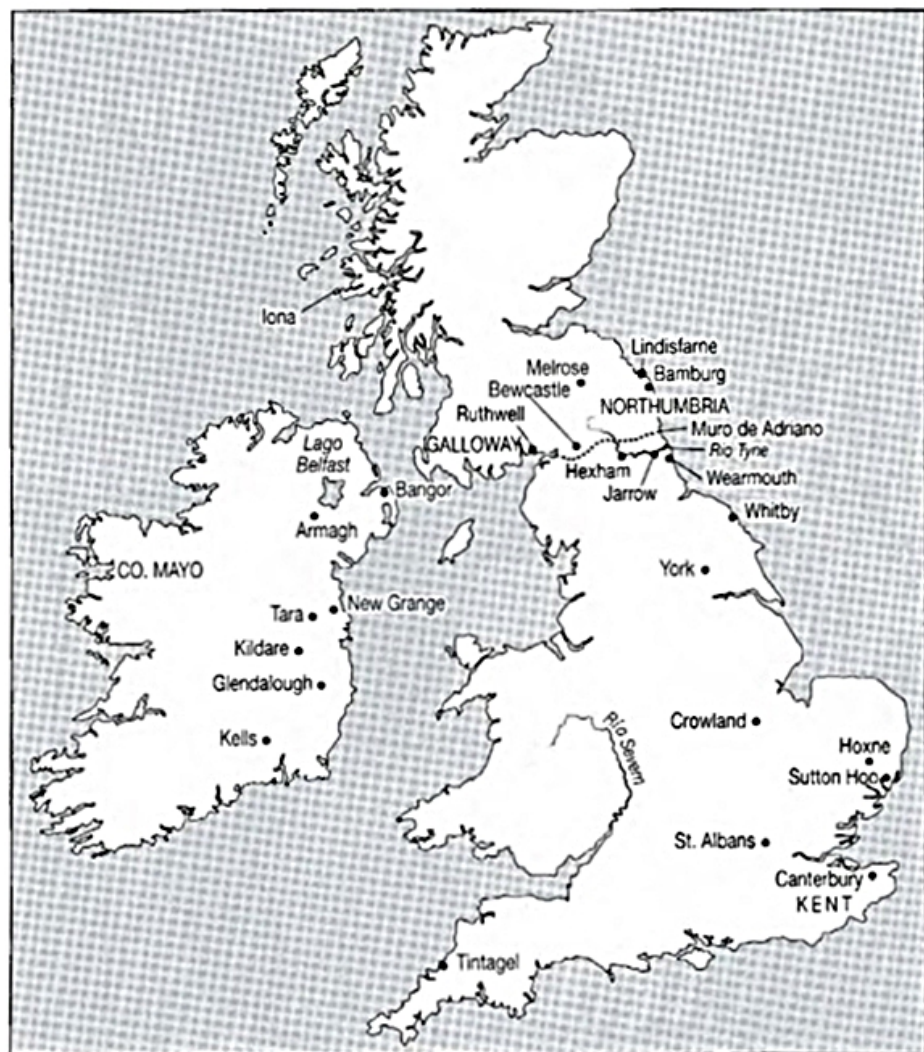 Iona
Lindisfarne
Melrose
Bamburg
Bewcastle
NORTHUMBRIA
Ruthwell
Muro de Adriano
GALLOWAY
Rio Tyne
Lago
Belfast
Hexham
Wearmouth
Jarrow
Bangor
Whitby
Armagh
CO. MAYO
York
New Grange
Tara
Kildare
Glendalough
Crowland
Río Severn
Kells
Hoxne
Sutton Hoo
St. Albans
Canterbury
KENT
Tintagel